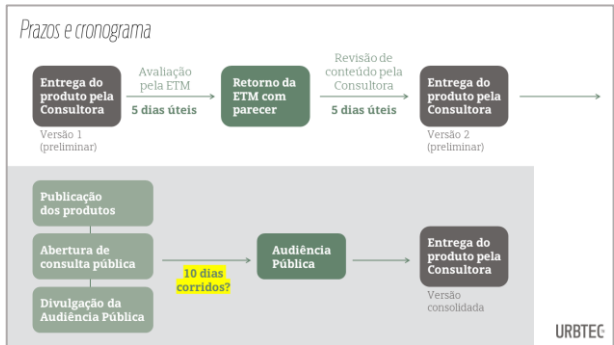 Prazos e cronograma
Entrega do
produto pela
Consultora
Versão 1
(preliminar)
Avaliação
pela ETM
5 dias úteis
Retorno da
ETM com
parecer
Revisão de
conteúdo pela
Consultora
5 dias úteis
Entrega do
produto pela
Consultora
Versão 2
(preliminar)
Publicação
dos produtos
Abertura de
consulta pública
Divulgação da
Audiência Pública
10 dias
corridos?
Audiência
Pública
Entrega do
produto pela
Consultora
Versão
consolidada
URBTEC